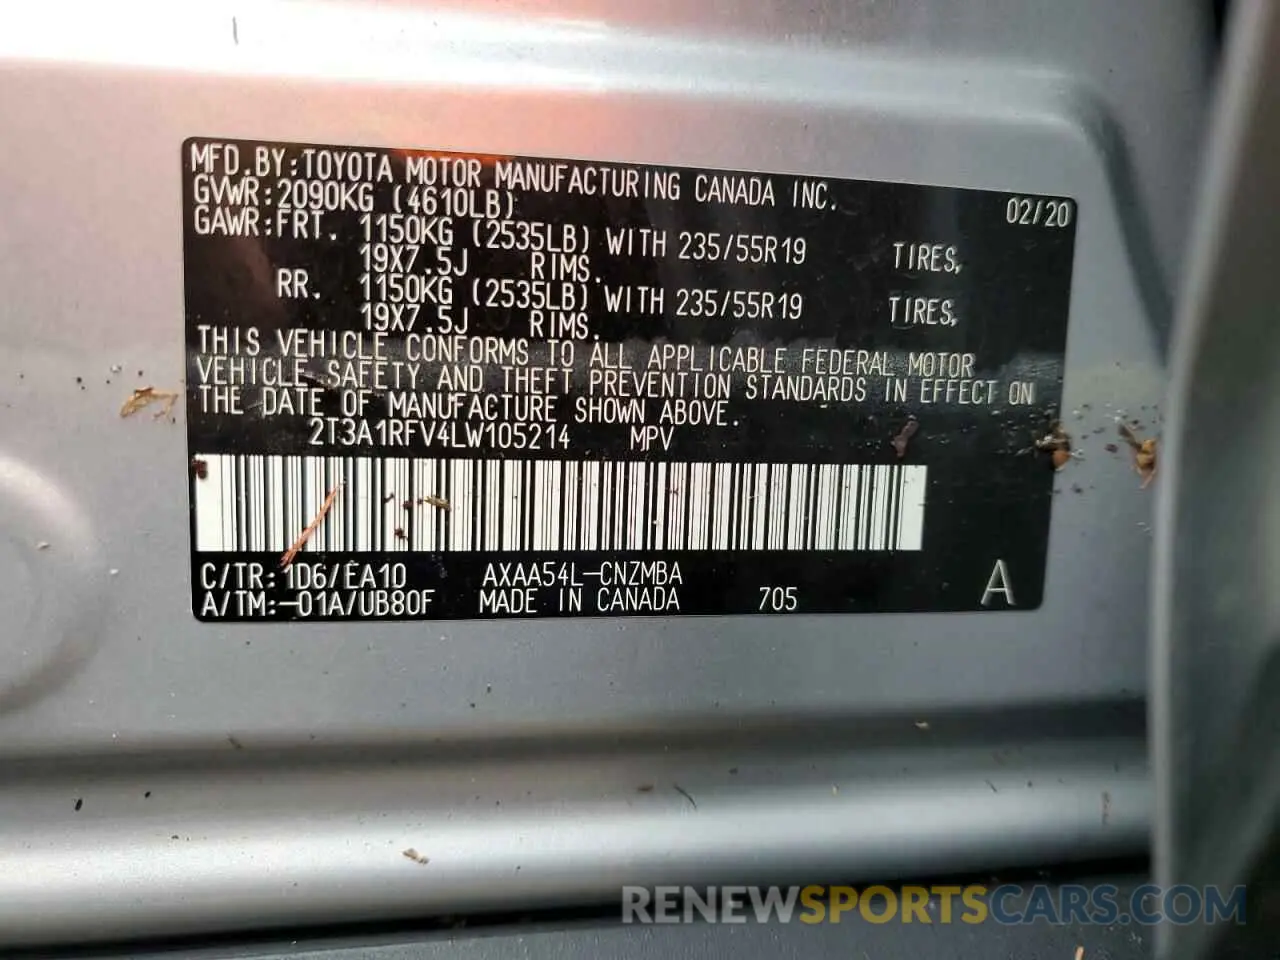 MFD.BY:TOYOTA MOTOR MANUFACTURING CANADA INC.
GVWR:2090KG (4610LB) 02/20
GAWR:FRT. 1150KG (2535LB) WITH 235/55R19 TIRES,
19X7.5J RIMS.
RR. 1150KG (2535LB) WITH 235/55R19 TIRES,
19X7.5J RIMS.
THIS VEHICLE CONFORMS TO ALL APPLICABLE FEDERAL MOTOR
VEHICLE SAFETY AND THEFT PREVENTION STANDARDS IN EFFECT ON
THE DATE OF MANUFACTURE SHOWN ABOVE.
2T3A1RFV4LW105214 MPV
C/TR:1D6/EA10 AXAA54L-CNZMBA A
A/TM:-01A/UB80F MADE IN CANADA 705
RENEWSPORTSCARS.COM